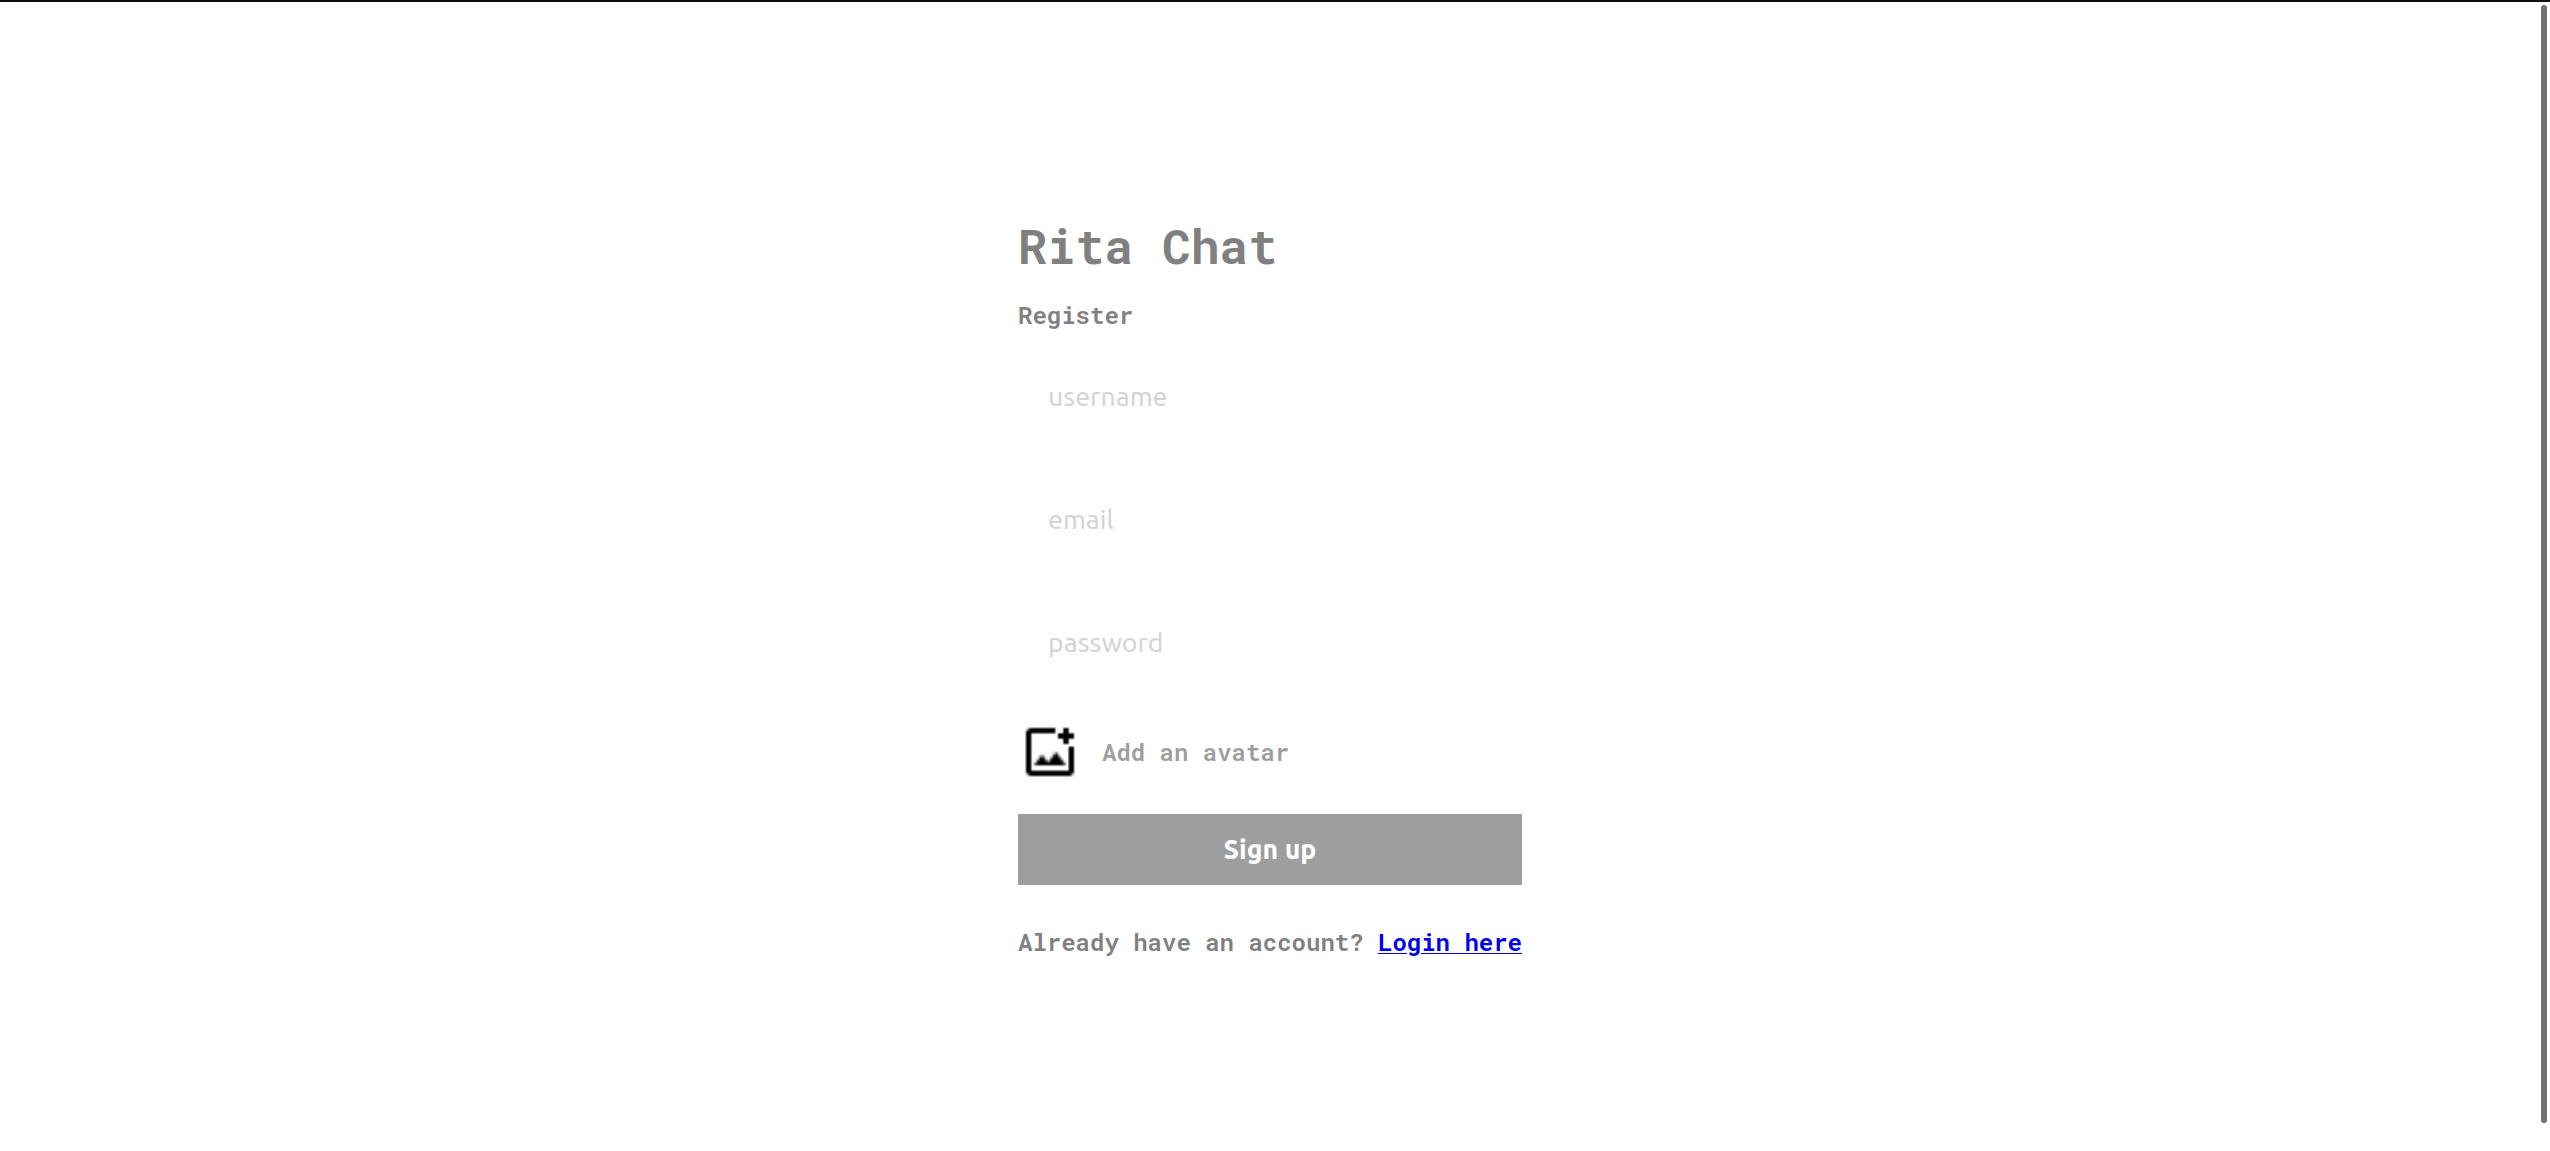 Rita Chat
Register
username
email
password
Add an avatar
Sign up
Already have an account? Login here